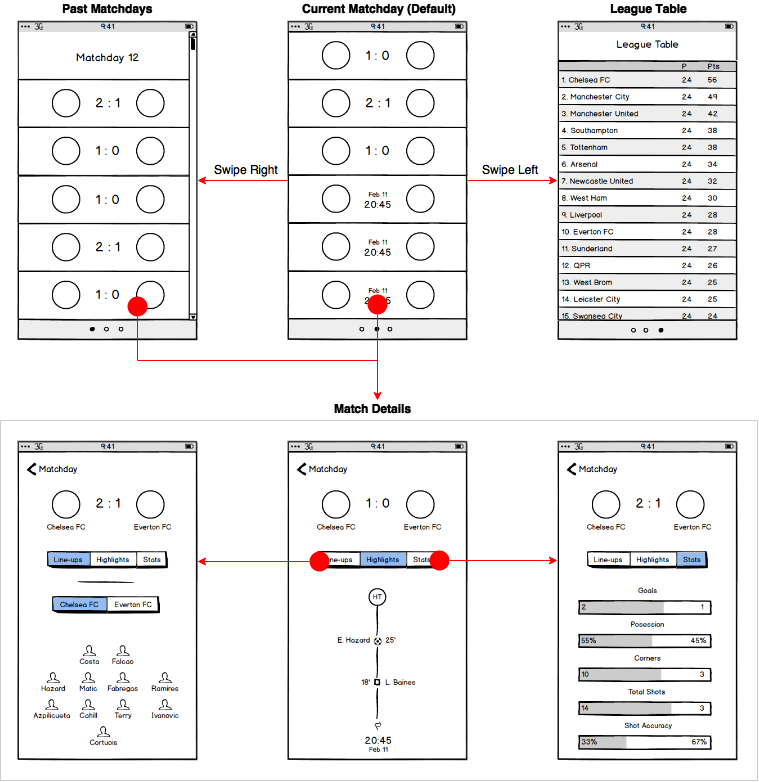 Past Matchdays
Current Matchday (Default)
League Table
3G 9:41
Matchday 12
2 : 1
1 : 0
1 : 0
2 : 1
1 : 0
Swipe Right
3G 9:41
1 : 0
2 : 1
1 : 0
Feb 11
20:45
Feb 11
20:45
Feb 11
Swipe Left
3G 9:41
League Table
P Pts
1. Chelsea FC 24 56
2. Manchester City 24 49
3. Manchester United 24 42
4. Southampton 24 38
5. Tottenham 24 38
6. Arsenal 24 34
7. Newcastle United 24 32
8. West Ham 24 30
9. Liverpool 24 28
10. Everton FC 24 28
11. Sunderland 24 27
12. QPR 24 26
13. West Brom 24 25
14. Leicster City 24 25
15. Swansea City 24 24
Match Details
3G 9:41
Matchday
2 : 1
Chelsea FC Everton FC
Line-ups Highlights Stats
Chelsea FC Everton FC
Costa Falcao
Hazard Matic Fabregas Ramires
Azpilicueta Cahill Terry Ivanovic
Cortuois
3G 9:41
Matchday
1 : 0
Chelsea FC Everton FC
Highlights Stats
HT
E. Hazard 25'
18' L. Baines
20:45
Feb 11
3G 9:41
Matchday
2 : 1
Chelsea FC Everton FC
Line-ups Highlights Stats
Goals
2 1
Posession
55% 45%
Corners
10 3
Total Shots
14 3
Shot Accuracy
33% 67%